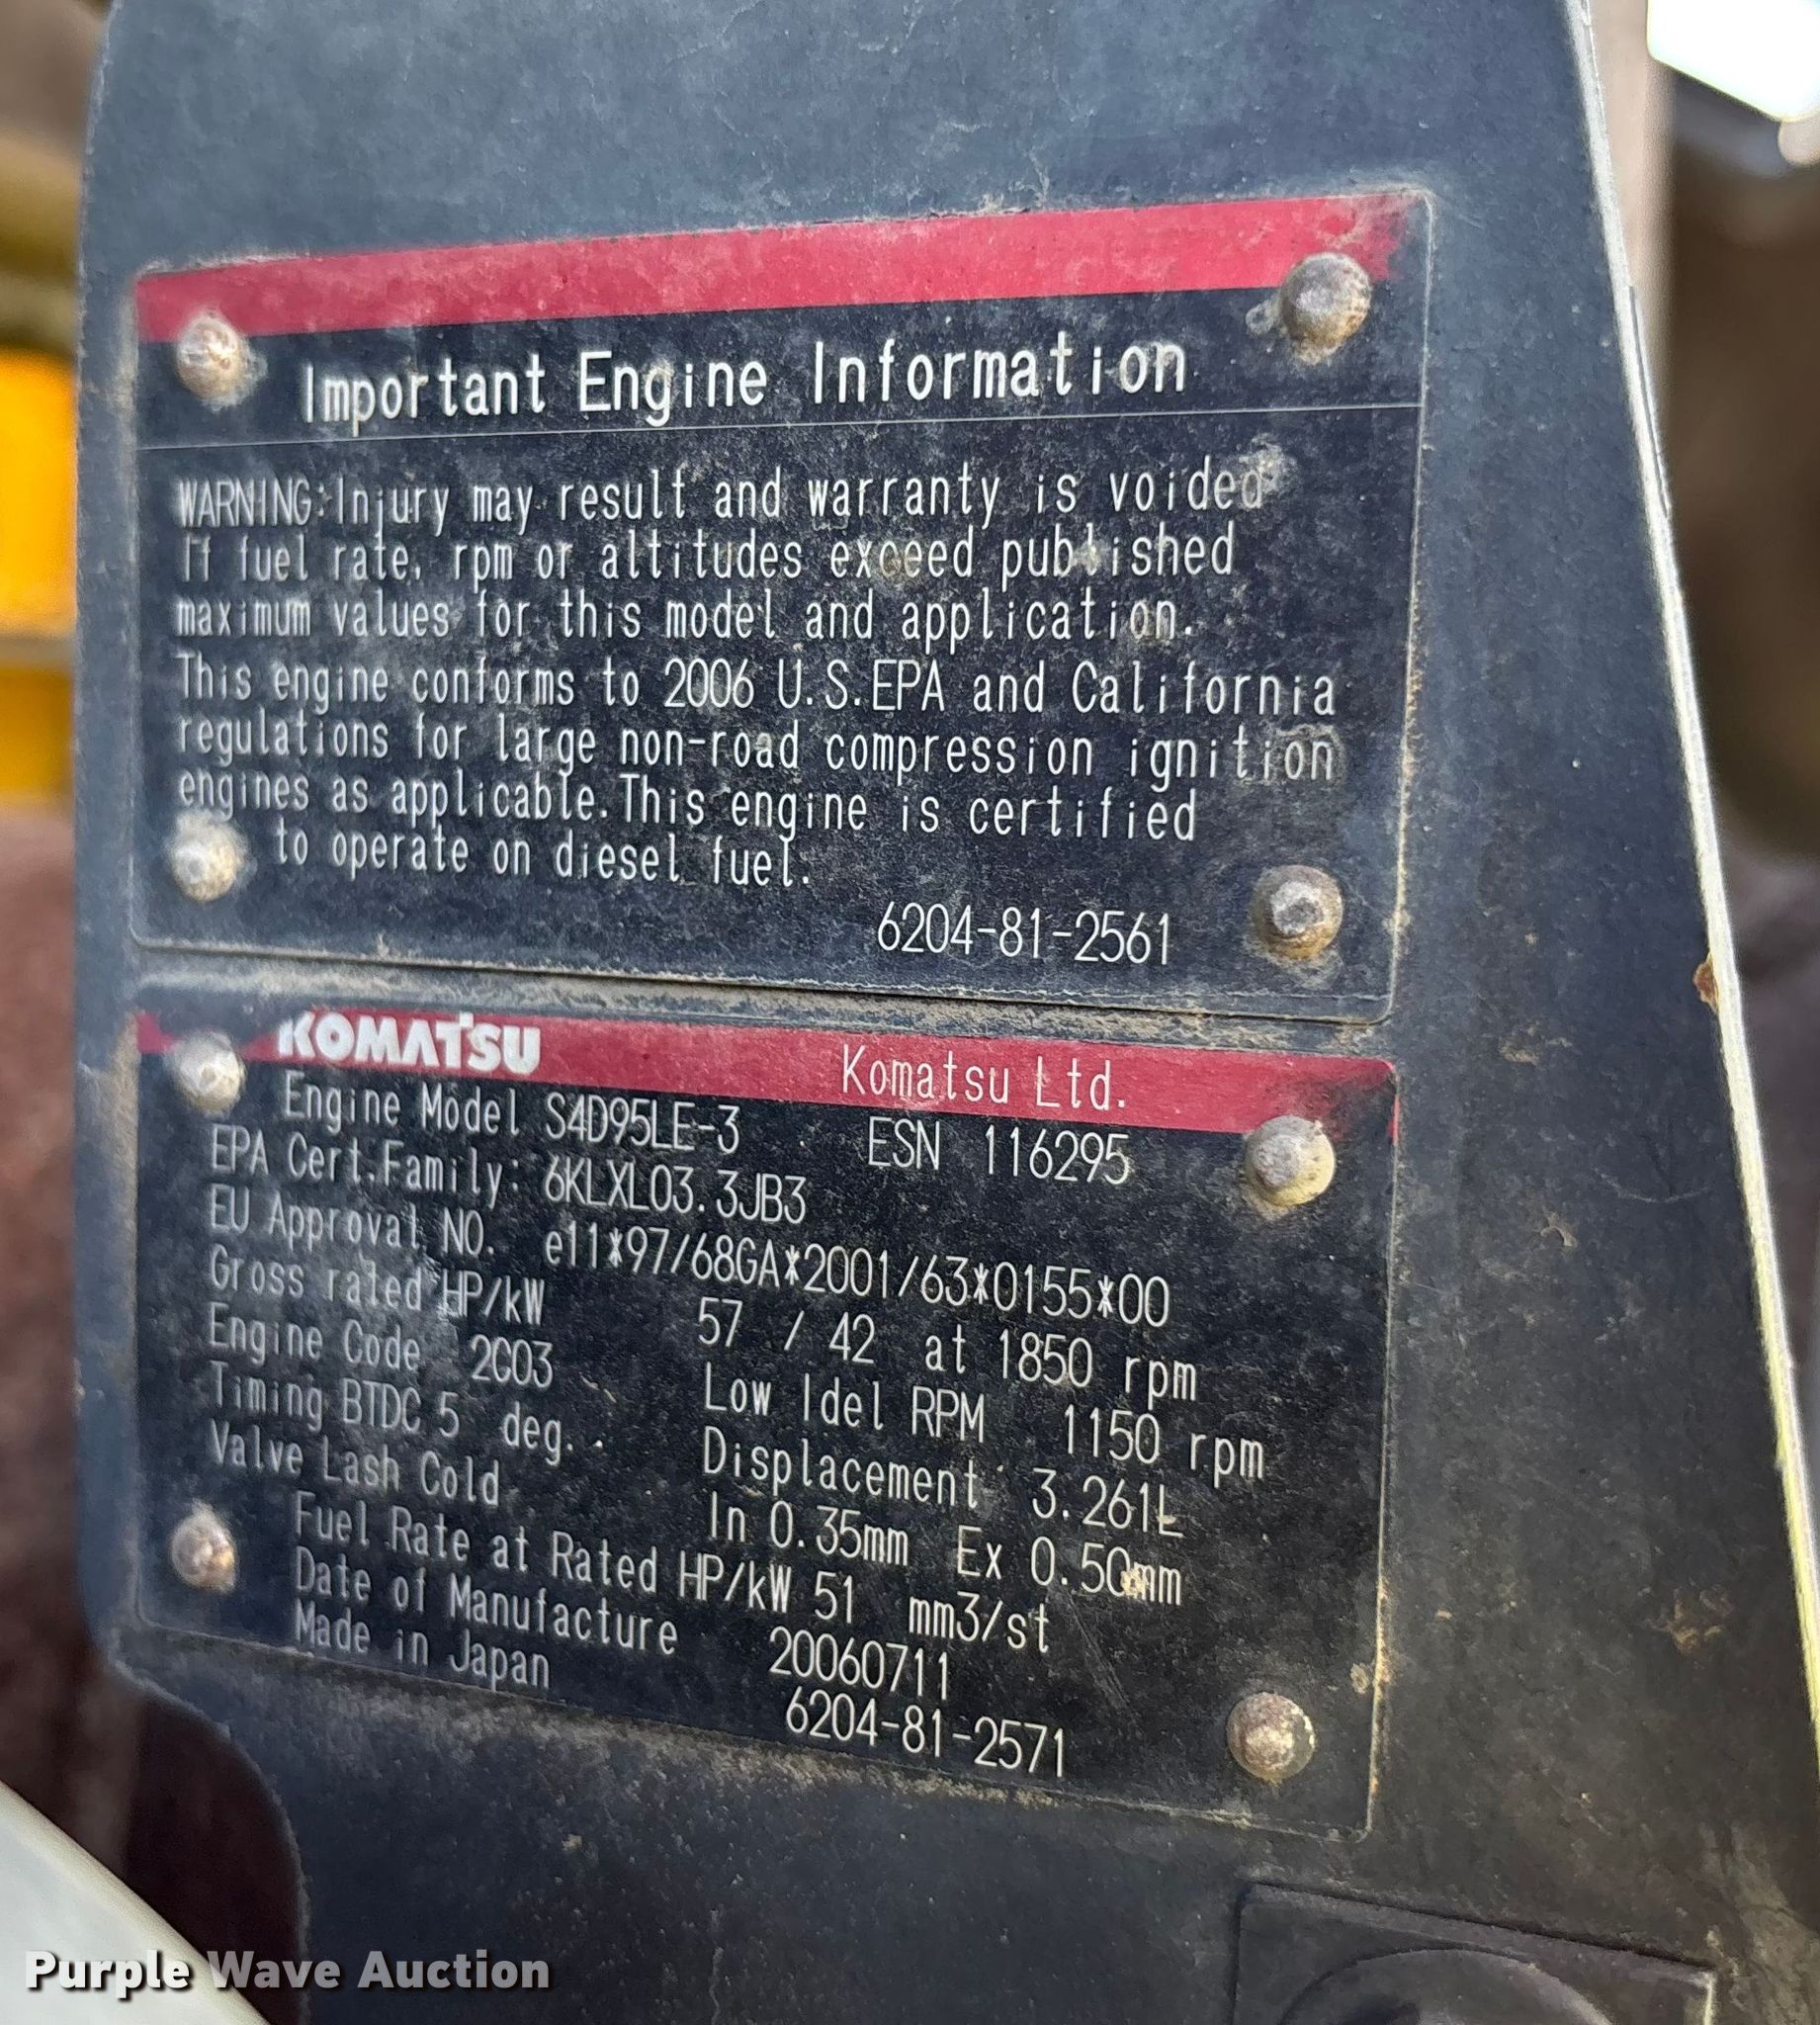 Important Engine Information
WARNING:Injury may result and warranty is voided
if fuel rate, rpm or altitudes exceed published
maximum values for this model and application.
This engine conforms to 2006 U.S.EPA and California
regulations for large non-road compression ignition
engines as applicable.This engine is certified
to operate on diesel fuel.
6204-81-2561
KOMATSU Komatsu Ltd.
Engine Model S4D95LE-3 ESN 116295
EPA Cert.Family: 6KLXL03.3JB3
EU Approval NO. e11*97/68GA*2001/63*0155*00
Gross rated HP/kW 57 / 42 at 1850 rpm
Engine Code 2G03 Low Idel RPM 1150 rpm
Timing BTDC 5 deg. Displacement 3.261L
Valve Lash Cold In 0.35mm Ex 0.50mm
Fuel Rate at Rated HP/kW 51 mm3/st
Date of Manufacture 20060711
Made in Japan 6204-81-2571
Purple Wave Auction